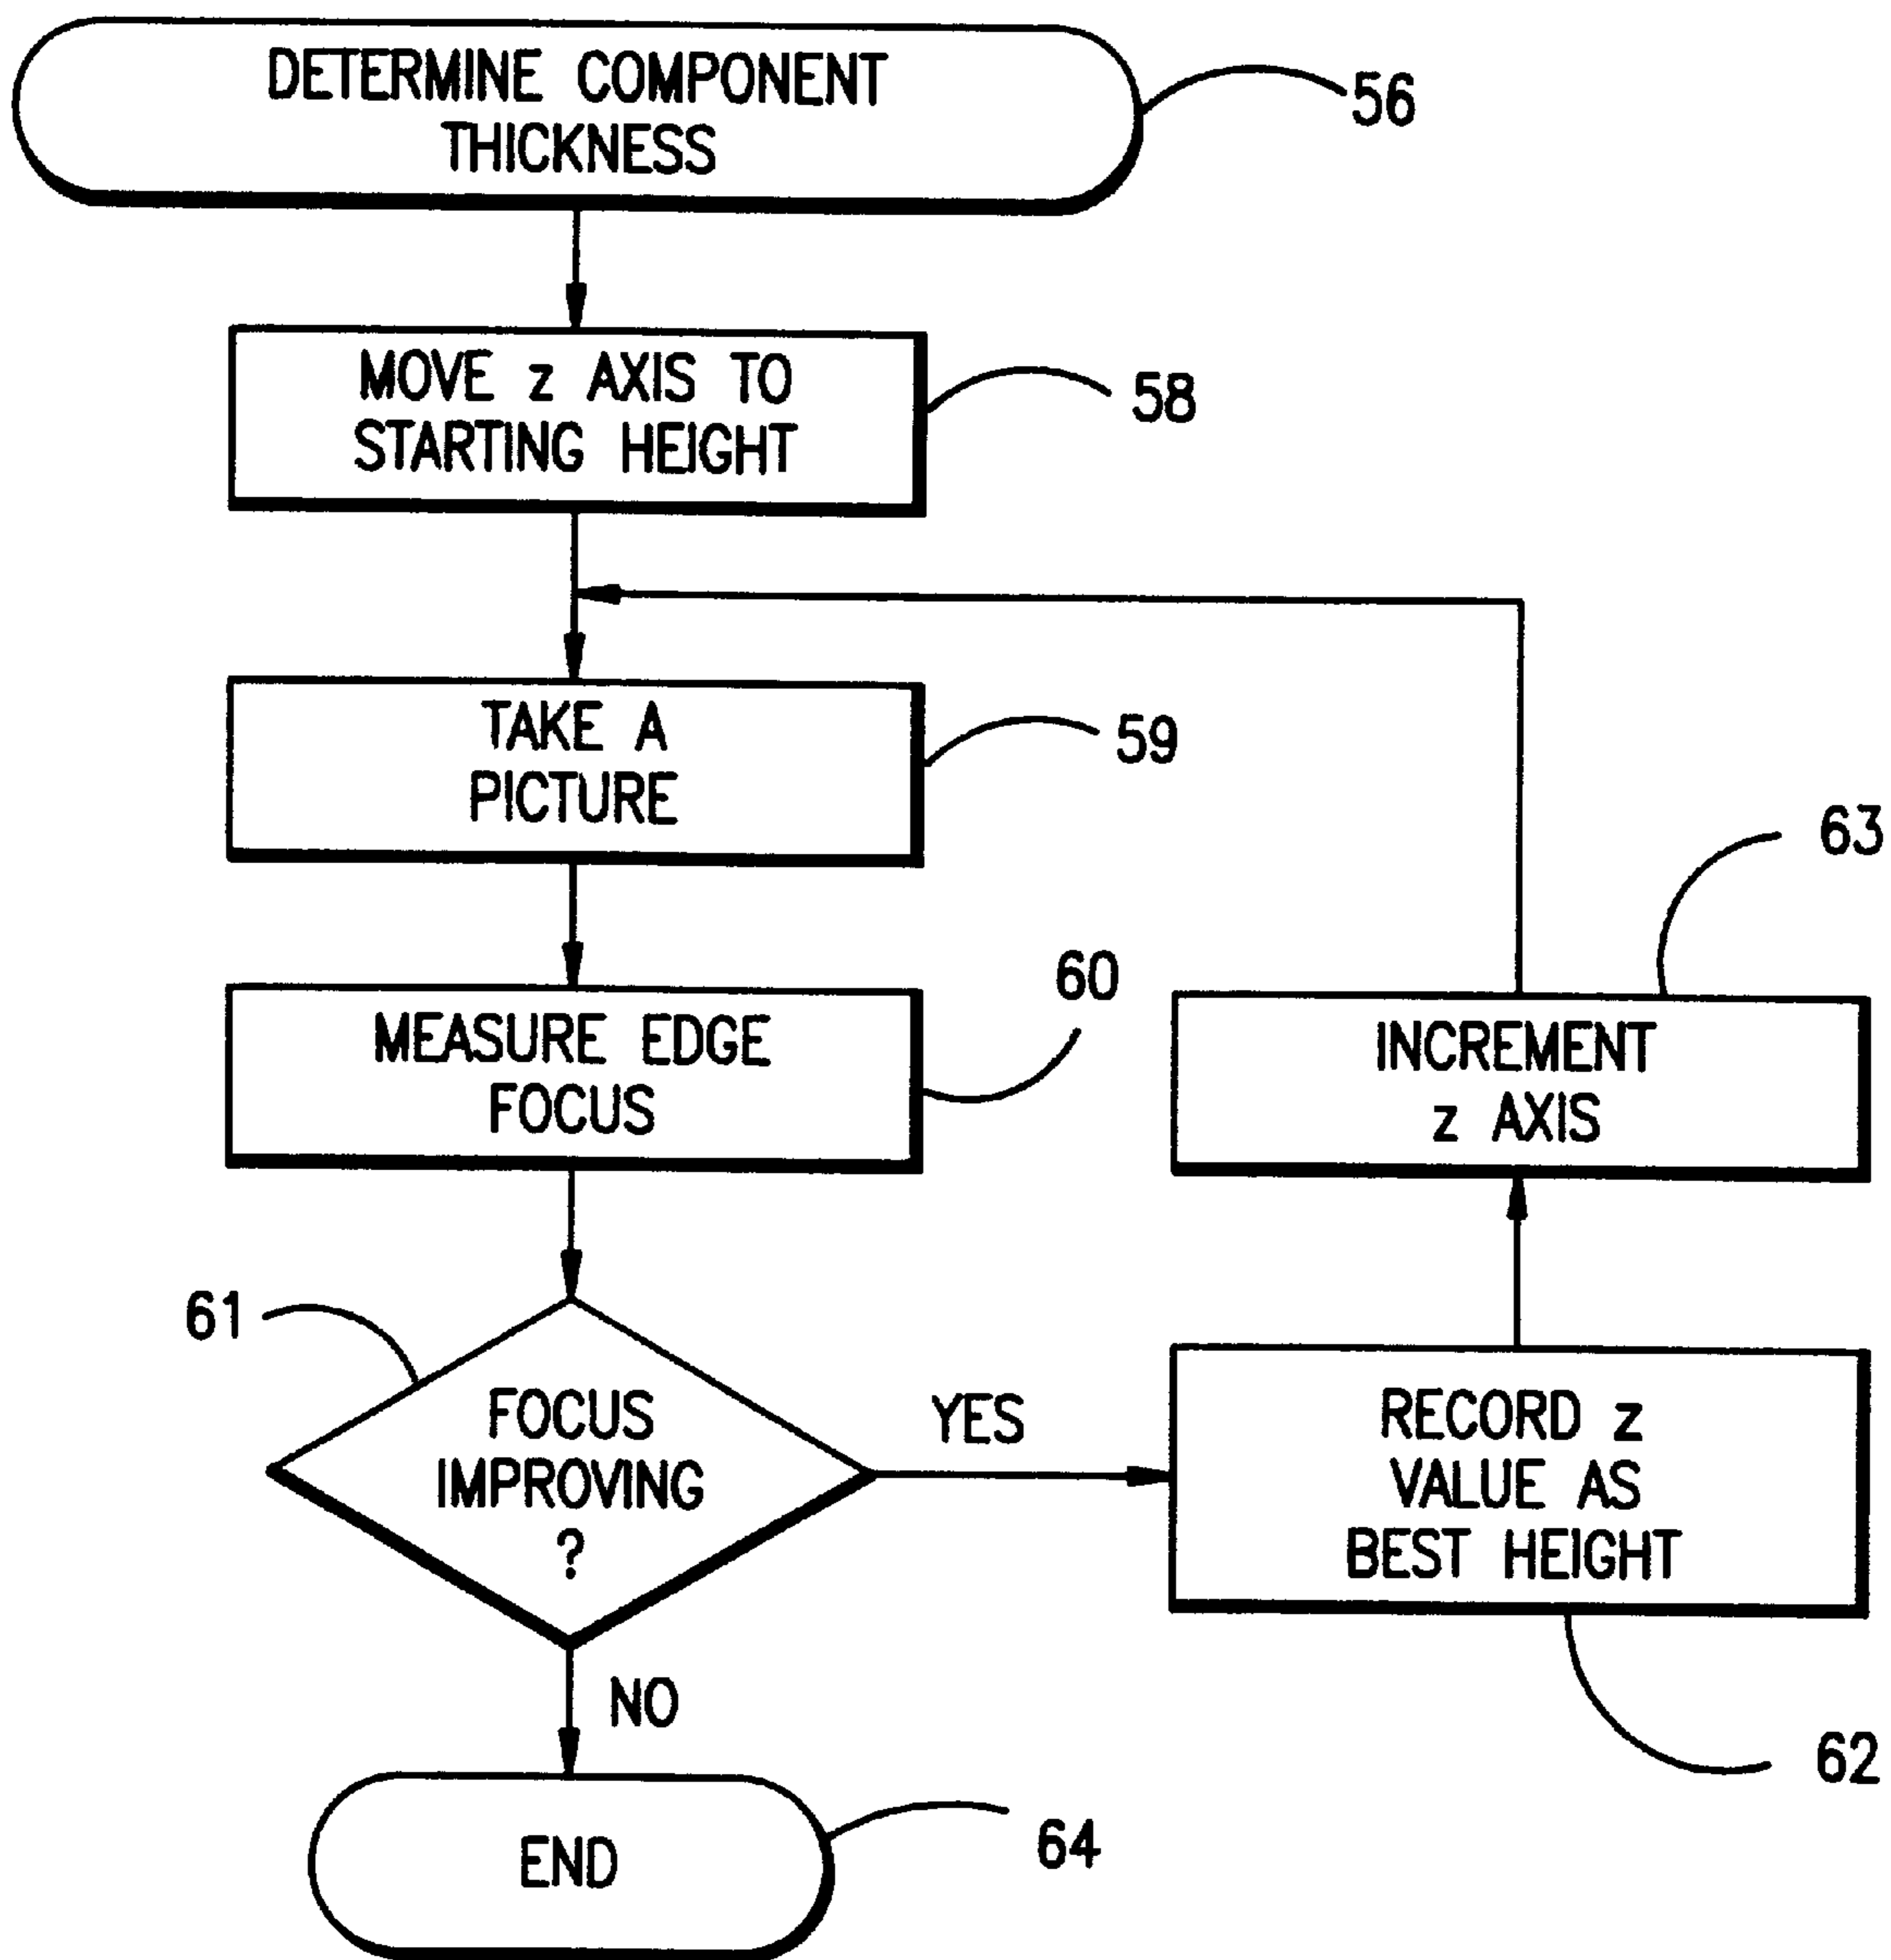 DETERMINE COMPONENT
THICKNESS
56
MOVE z AXIS TO
STARTING HEIGHT
58
TAKE A
PICTURE
59
MEASURE EDGE
FOCUS
60
61
FOCUS
IMPROVING
?
YES
NO
RECORD z
VALUE AS
BEST HEIGHT
62
INCREMENT
z AXIS
63
END
64